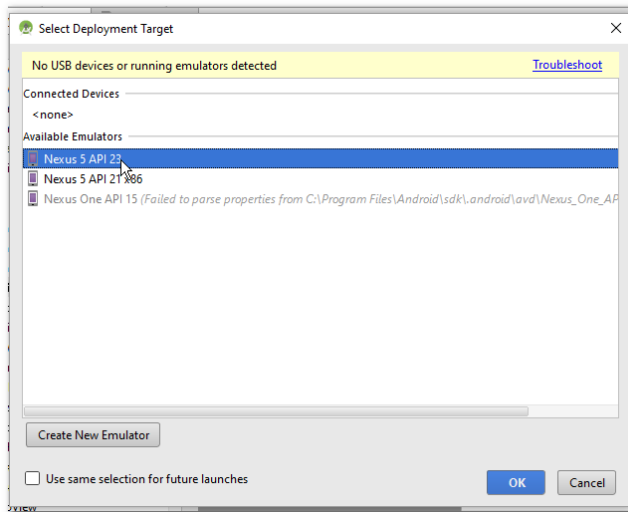 Select Deployment Target
No USB devices or running emulators detected Troubleshoot
Connected Devices
<none>
Available Emulators
Nexus 5 API 23
Nexus 5 API 21 x86
Nexus One API 15 (Failed to parse properties from C:\Program Files\Android\sdk\.android\avd\Nexus_One_AP
Create New Emulator
Use same selection for future launches
OK Cancel